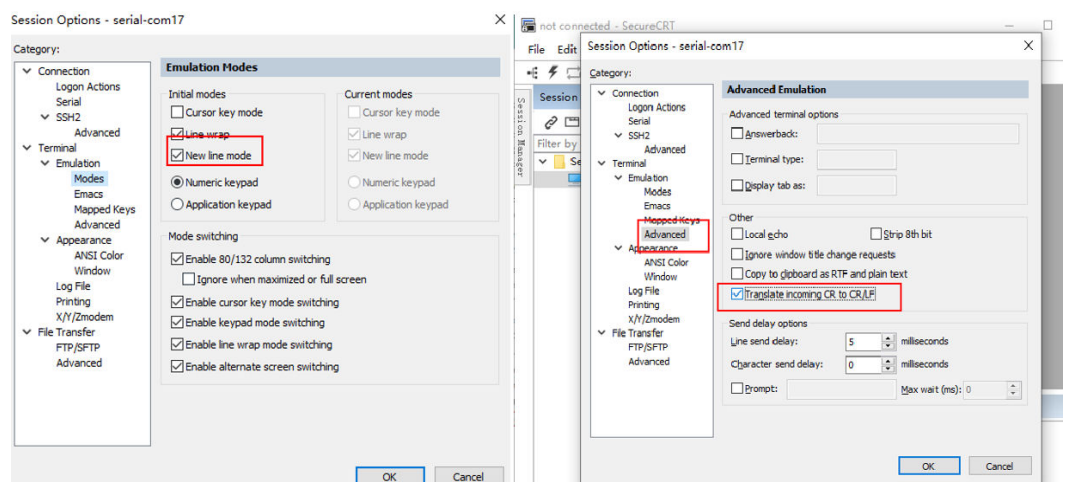 Session Options - serial-com17
Category:
Connection
Logon Actions
Serial
SSH2
Advanced
Terminal
Emulation
Modes
Emacs
Mapped Keys
Advanced
Appearance
ANSI Color
Window
Log File
Printing
X/Y/Zmodem
File Transfer
FTP/SFTP
Advanced
Emulation Modes
Initial modes
Cursor key mode
Line wrap
New line mode
Numeric keypad
Application keypad
Current modes
Cursor key mode
Line wrap
New line mode
Numeric keypad
Application keypad
Mode switching
Enable 80/132 column switching
Ignore when maximized or full screen
Enable cursor key mode switching
Enable keypad mode switching
Enable line wrap mode switching
Enable alternate screen switching
OK
Cancel
not connected - SecureCRT
File Edit
Session Manager
Session
Filter by
Se
Session Options - serial-com17
Category:
Connection
Logon Actions
Serial
SSH2
Advanced
Terminal
Emulation
Modes
Emacs
Mapped Keys
Advanced
Appearance
ANSI Color
Window
Log File
Printing
X/Y/Zmodem
File Transfer
FTP/SFTP
Advanced
Advanced Emulation
Advanced terminal options
Answerback:
Terminal type:
Display tab as:
Other
Local echo
Strip 8th bit
Ignore window title change requests
Copy to clipboard as RTF and plain text
Translate incoming CR to CR/LF
Send delay options
Line send delay: 5 milliseconds
Character send delay: 0 milliseconds
Prompt: Max wait (ms): 0
OK
Cancel